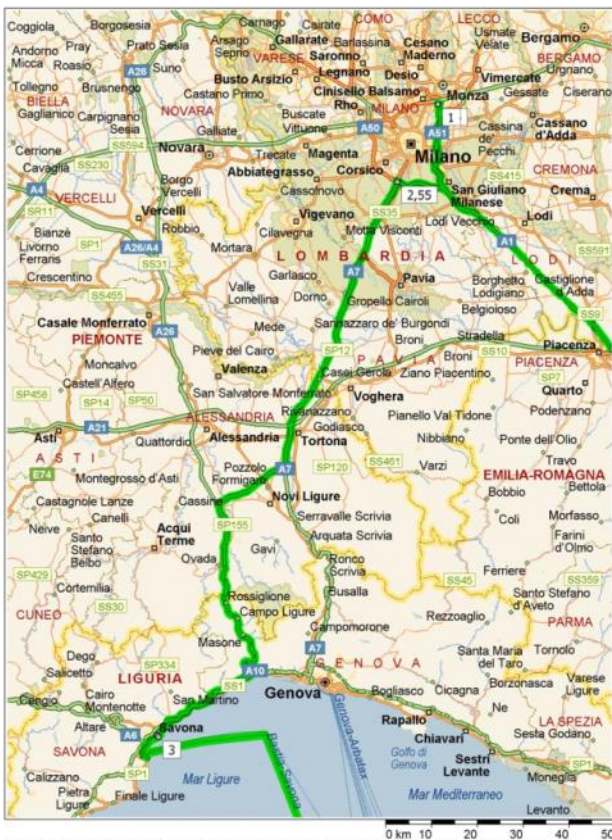 COMO
LECCO
Coggiola
Borgosesia
Carnago
Cairate
Cesano Maderno
Usmate Velate
Bergamo
Andorno Micca
Pray
Roasio
Prato Sesia
Suno
Arsago Seprio
Gallarate
Barlassina
Saronno
Desio
Vimercate
BERGAMO
Urgnano
A26
VARESE
Legnano
Tollegno
Brusnengo
Busto Arsizio
Cinisello Balsamo
Monza
Gessate
Ciserano
BIELLA
Gaglianico
Carpignano Sesia
Castano Primo
Rho
MILANO
1
NOVARA
Buscate
Vittuone
A50
A51
Cassano d'Adda
Cerrione
SS594
Galliate
Cassina de' Pecchi
Cavaglià
SS230
Novara
Trecate
Magenta
Milano
SS415
A4
Abbiategrasso
Corsico
CREMONA
VERCELLI
Borgo Vercelli
Cassolnovo
2,55
San Giuliano Milanese
Crema
SR11
Vercelli
Vigevano
SS35
Lodi Vecchio
Lodi
Bianzè
A26/A4
Robbio
Cilavegna
Motta Visconti
A1
Livorno Ferraris
SP1
SS31
Mortara
LOMBARDIA
LODI
SS591
Crescentino
Garlasco
A7
Pavia
Borghetto Lodigiano
Castiglione d'Adda
SS455
Valle Lomellina
Dorno
Gropello Cairoli
Belgioioso
SS9
Casale Monferrato
A26
Mede
Sannazzaro de' Burgondi
Stradella
PIEMONTE
Pieve del Cairo
SP12
Broni
PAVIA
SS10
Piacenza
Moncalvo
Valenza
Casei Gerola
Broni
Ziano Piacentino
PIACENZA
SP458
Castell'Alfero
SP7
SP14
SP50
San Salvatore Monferrato
Voghera
Quarto
ALESSANDRIA
Rivanazzano
Pianello Val Tidone
Podenzano
Asti
A21
Godiasco
Quattordio
Alessandria
Tortona
Nibbiano
Ponte dell'Olio
ASTI
SS461
Travo
E74
Pozzolo Formigaro
A7
SP120
Varzi
EMILIA-ROMAGNA
Montegrosso d'Asti
Bobbio
Bettola
Castagnole Lanze
Cassine
Novi Ligure
Canelli
Serravalle Scrivia
Coli
Morfasso
Neive
Santo Stefano Belbo
Acqui Terme
SP155
Arquata Scrivia
Farini d'Olmo
Ovada
Gavi
Ronco Scrivia
Ferriere
SP429
SS45
SS359
Cortemilia
Rossiglione
Busalla
Santo Stefano d'Aveto
SS30
Campo Ligure
CUNEO
Campomorone
Rezzoaglio
PARMA
Masone
A7
Santa Maria del Taro
Tornolo
Dego
SP334
A10
GENOVA
Salicetto
LIGURIA
SS1
Genova
Bogliasco
Cicagna
Borzonasca
Varese Ligure
Cengio
Cairo Montenotte
San Martino
Ne
Altare
Rapallo
LA SPEZIA
A6
Savona
Chiavari
Sesta Godano
SAVONA
3
Golfo di Genova
Sestri Levante
SP1
Calizzano
SP1
Bastia-Savona
Genova-Arbatax
Moneglia
Pietra Ligure
Mar Ligure
Mar Mediterraneo
Finale Ligure
Levanto
0 km 10 20 30 40 50